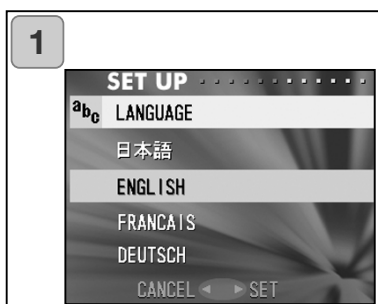 1
SET UP
abc LANGUAGE
日本語
ENGLISH
FRANCAIS
DEUTSCH
CANCEL ◀ ▶ SET